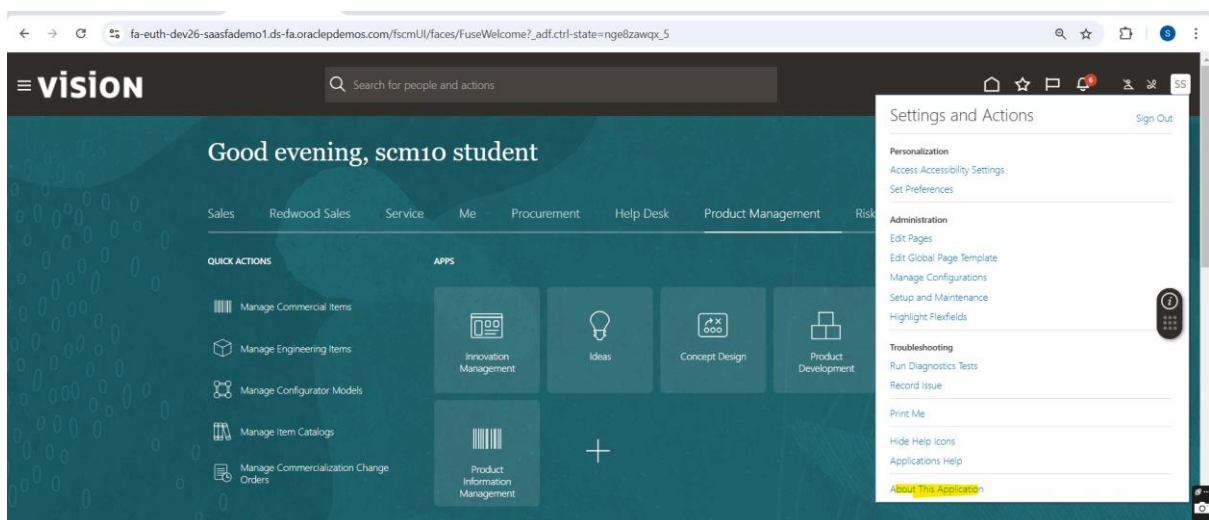 fa-euth-dev26-saasfademo1.ds-fa.oraclepdemos.com/fscmUI/faces/FuseWelcome?_adf.ctrl-state=nge8zawqx_5
S
VISION
Search for people and actions
6
SS
Settings and Actions
Sign Out
Good evening, scm10 student
Personalization
Access Accessibility Settings
Set Preferences
Sales Redwood Sales Service Me Procurement Help Desk Product Management Risk
Administration
Edit Pages
Edit Global Page Template
Manage Configurations
Setup and Maintenance
Highlight Flexfields
Troubleshooting
Run Diagnostics Tests
Record Issue
Print Me
Hide Help Icons
Applications Help
About This Application
QUICK ACTIONS
Manage Commercial Items
Manage Engineering Items
Manage Configurator Models
Manage Item Catalogs
Manage Commercialization Change
Orders
APPS
Innovation
Management
Ideas
Concept Design
Product
Development
Product
Information
Management